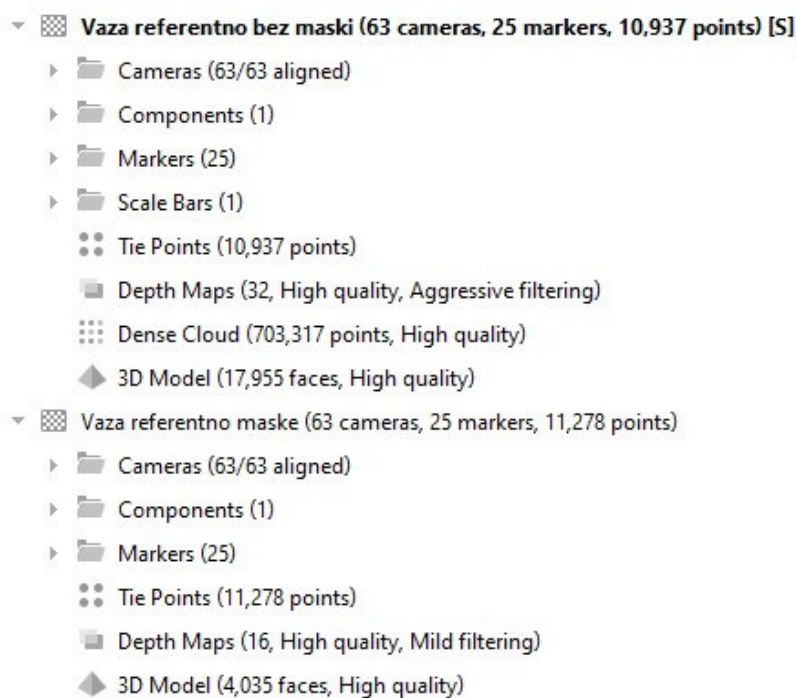 Vaza referentno bez maski (63 cameras, 25 markers, 10,937 points) [S]
Cameras (63/63 aligned)
Components (1)
Markers (25)
Scale Bars (1)
Tie Points (10,937 points)
Depth Maps (32, High quality, Aggressive filtering)
Dense Cloud (703,317 points, High quality)
3D Model (17,955 faces, High quality)
Vaza referentno maske (63 cameras, 25 markers, 11,278 points)
Cameras (63/63 aligned)
Components (1)
Markers (25)
Tie Points (11,278 points)
Depth Maps (16, High quality, Mild filtering)
3D Model (4,035 faces, High quality)